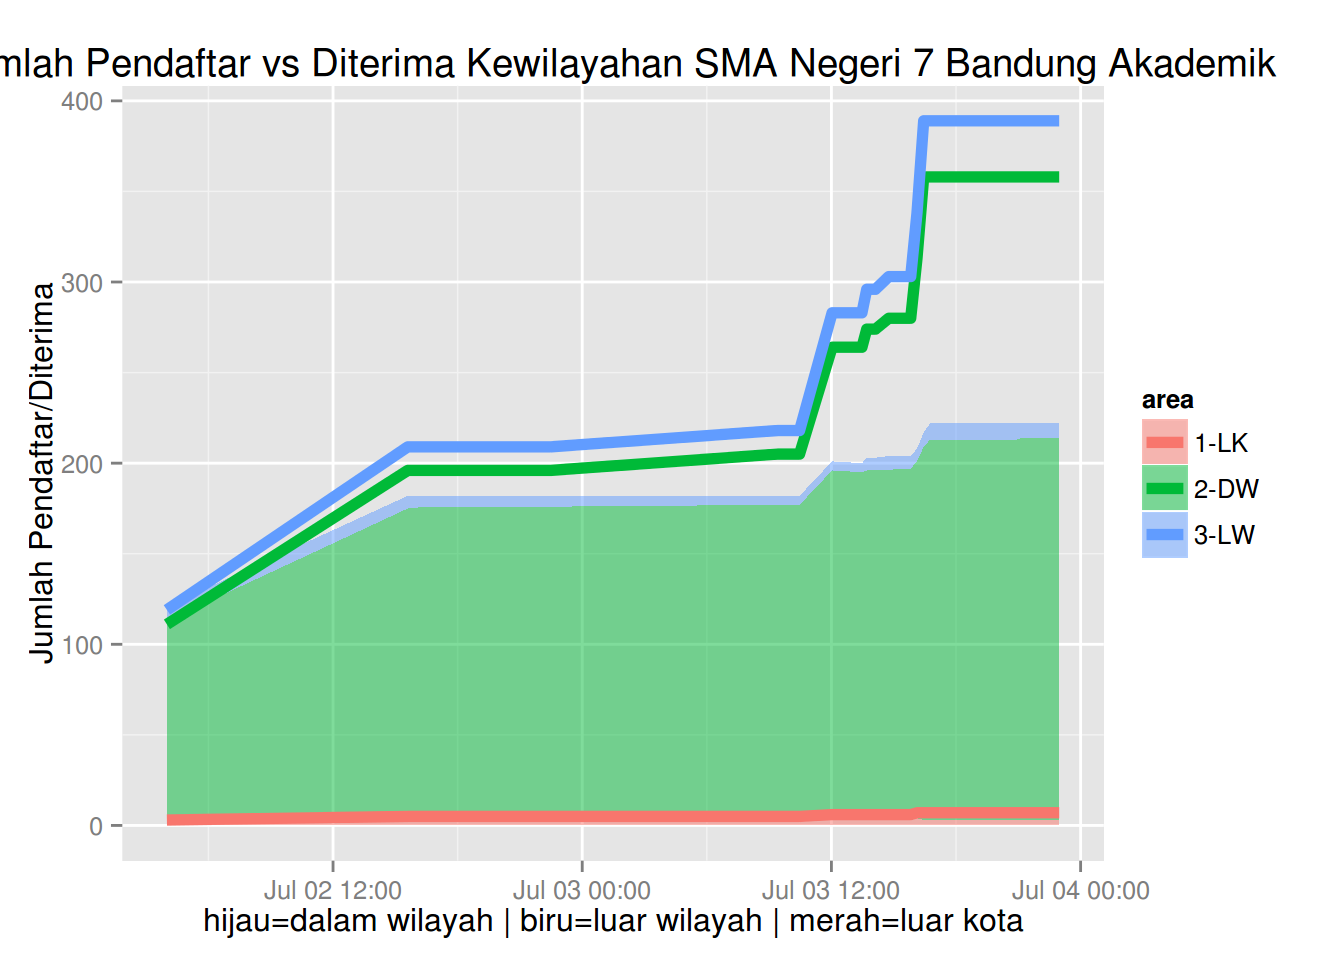 mlah Pendaftar vs Diterima Kewilayahan SMA Negeri 7 Bandung Akademik
Jumlah Pendaftar/Diterima
400
300
200
100
0
Jul 02 12:00
Jul 03 00:00
Jul 03 12:00
Jul 04 00:00
hijau=dalam wilayah | biru=luar wilayah | merah=luar kota
area
1-LK
2-DW
3-LW